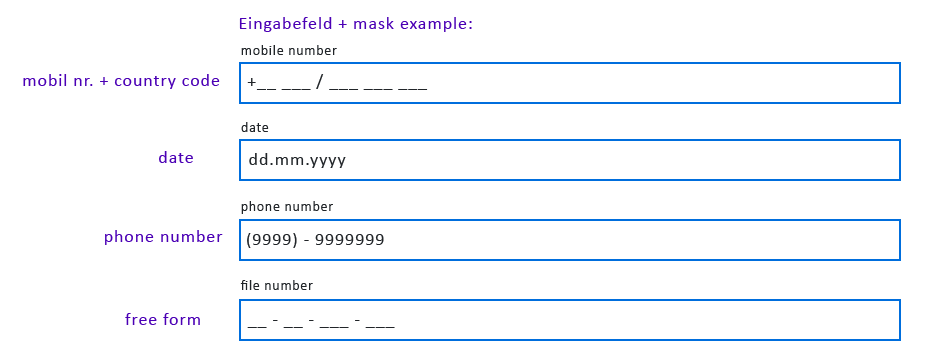 Eingabefeld + mask example:
mobile number
mobil nr. + country code
+__ ___ / ___ ___ ___
date
date
dd.mm.yyyy
phone number
phone number
(9999) - 9999999
file number
free form
__ - __ - ___ - ___